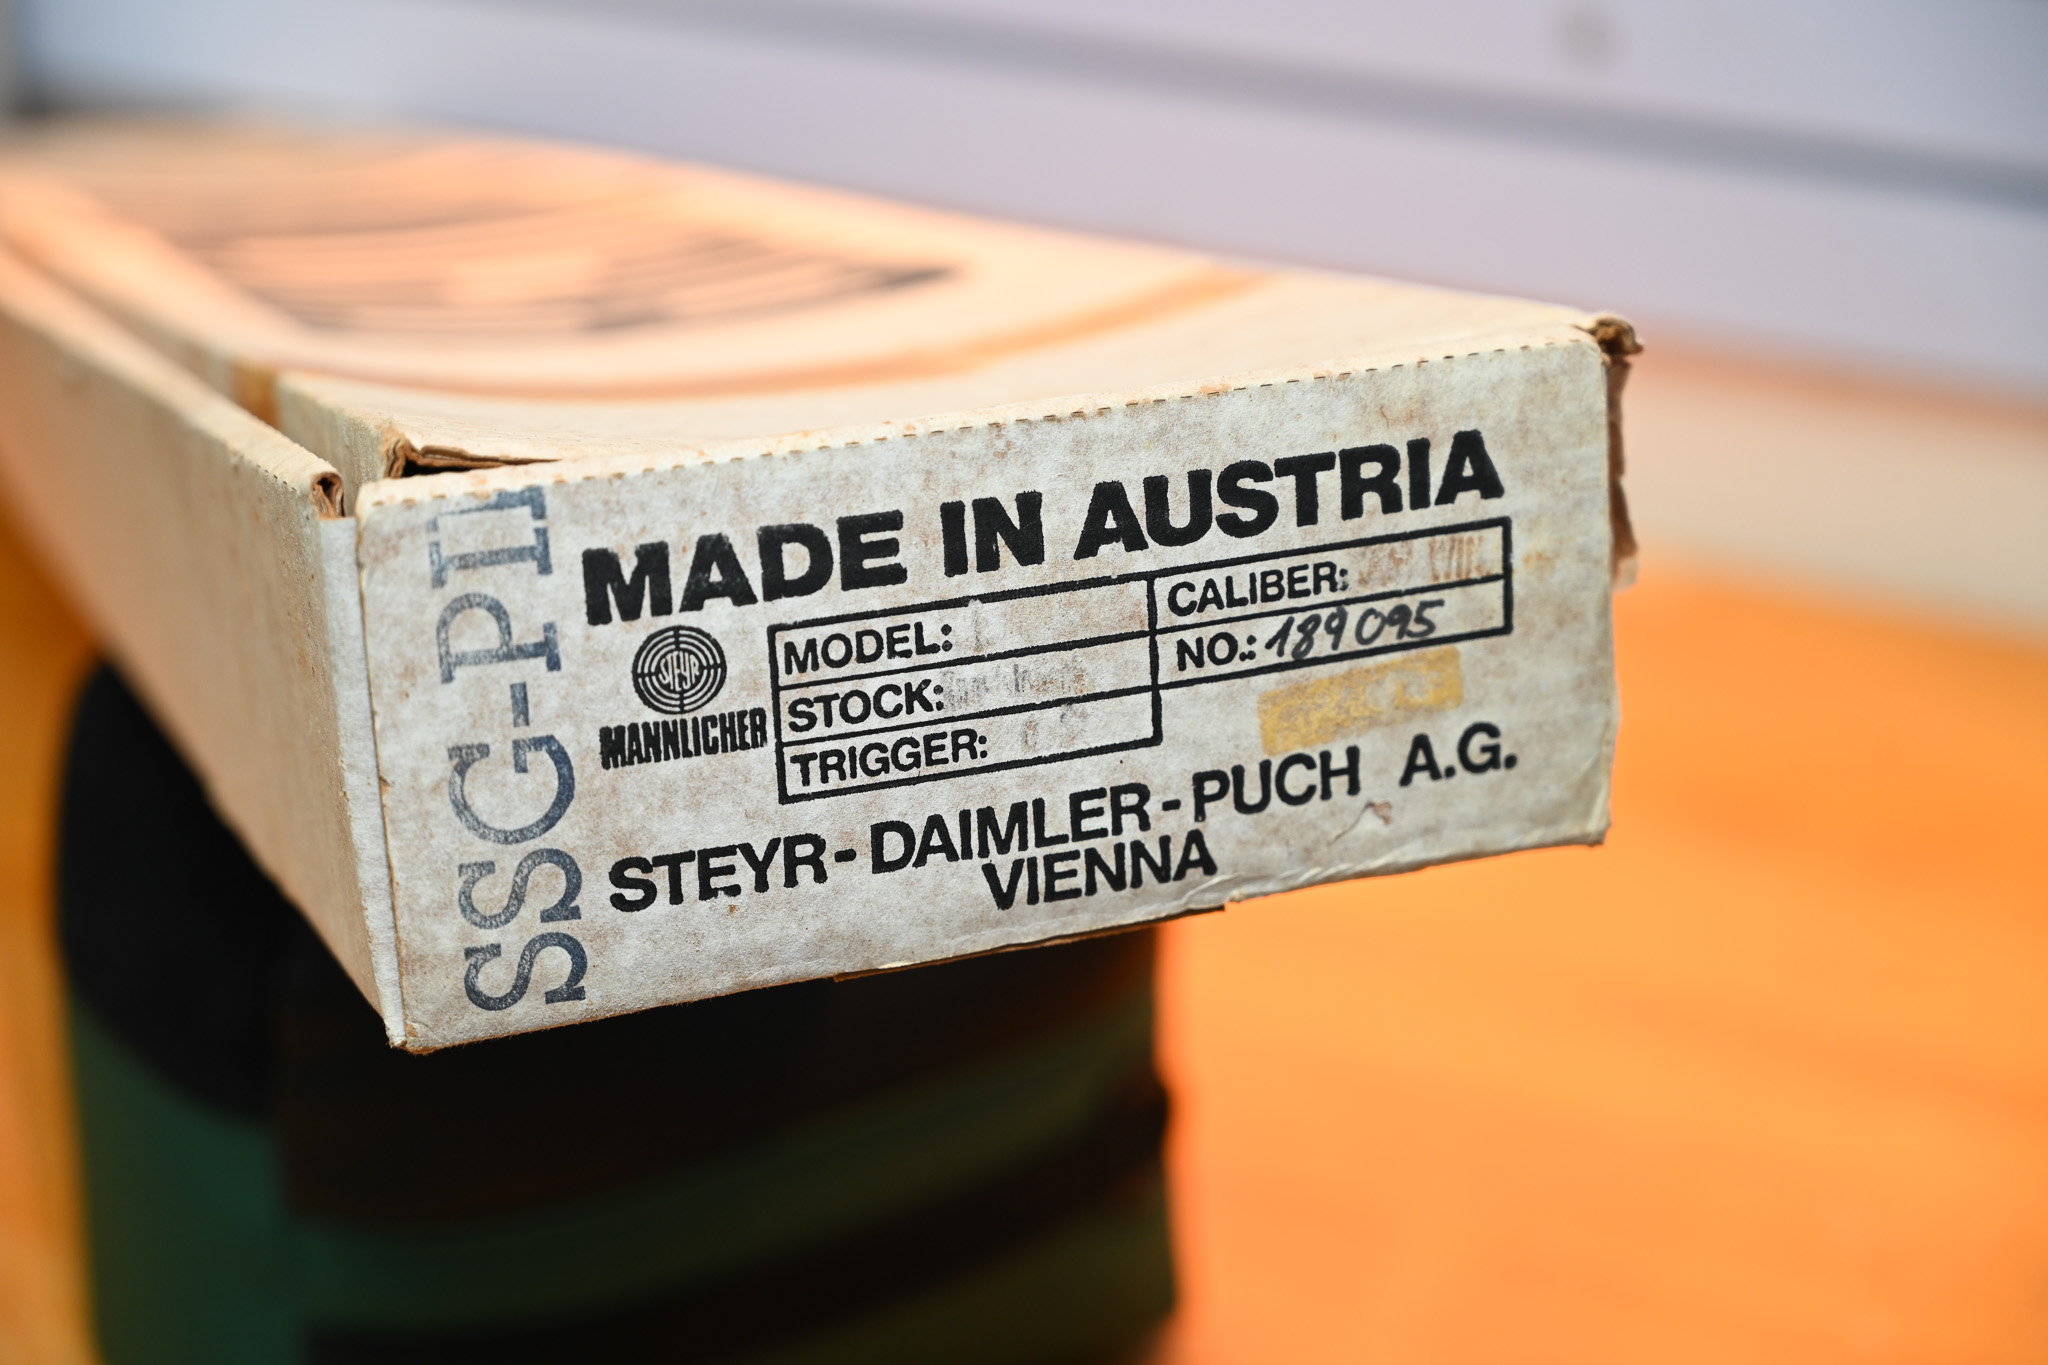 SSG-PII
MADE IN AUSTRIA
STEYR
MANNLICHER
MODEL:
STOCK:
TRIGGER:
CALIBER:
NO.: 189095
STEYR-DAIMLER-PUCH A.G.
VIENNA